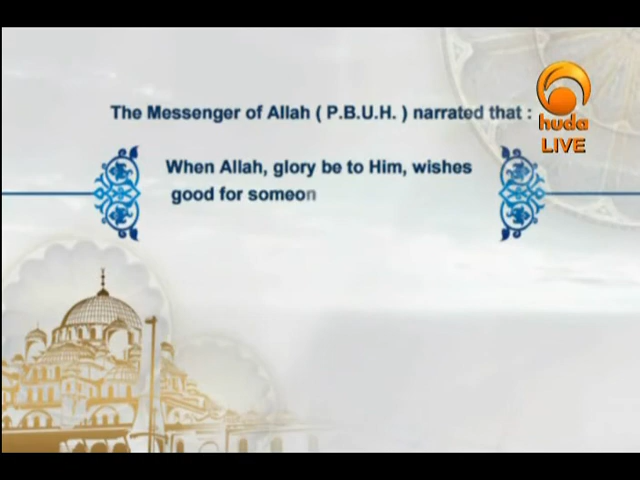 The Messenger of Allah ( P.B.U.H. ) narrated that :
huda
LIVE
When Allah, glory be to Him, wishes
good for someon